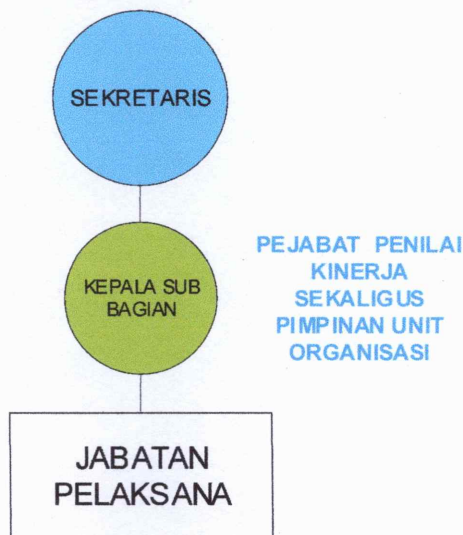 SEKRETARIS
KEPALA SUB
BAGIAN
PEJABAT PENILAI
KINERJA
SEKALIGUS
PIMPINAN UNIT
ORGANISASI
JABATAN
PELAKSANA